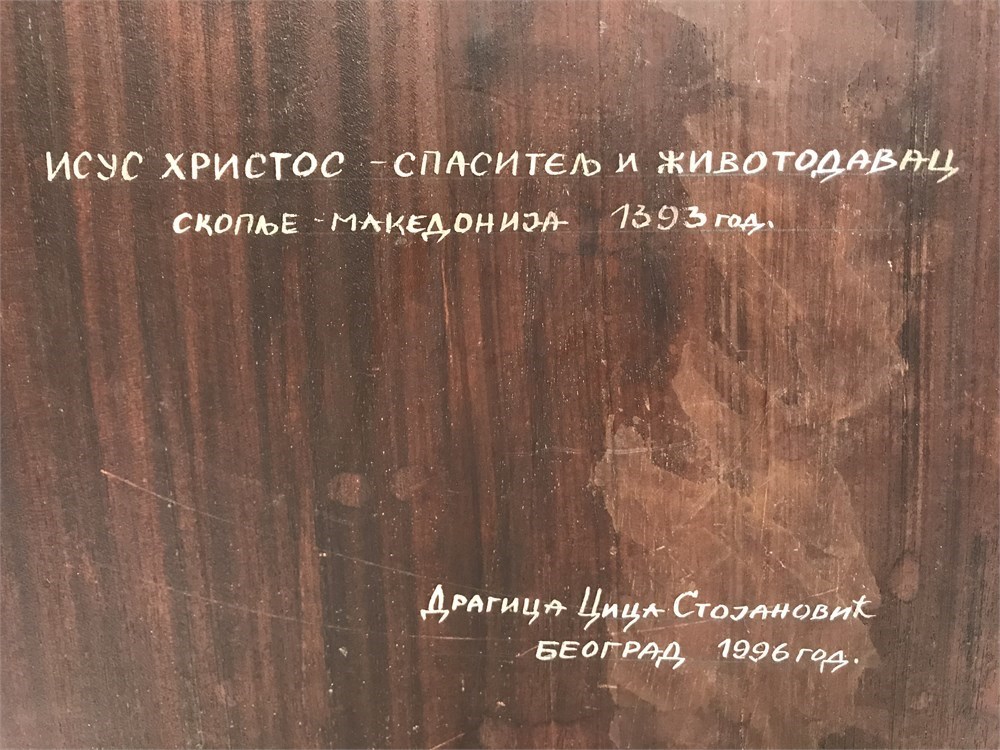 ИСУС ХРИСТОС - СПАСИТЕЉ И ЖИВОТОДАВАЦ
СКОПЉЕ - МАКЕДОНИЈА 1393 год.
ДРАГИЦА ЦИЦА СТОЈАНОВИЋ
БЕОГРАД 1996 год.